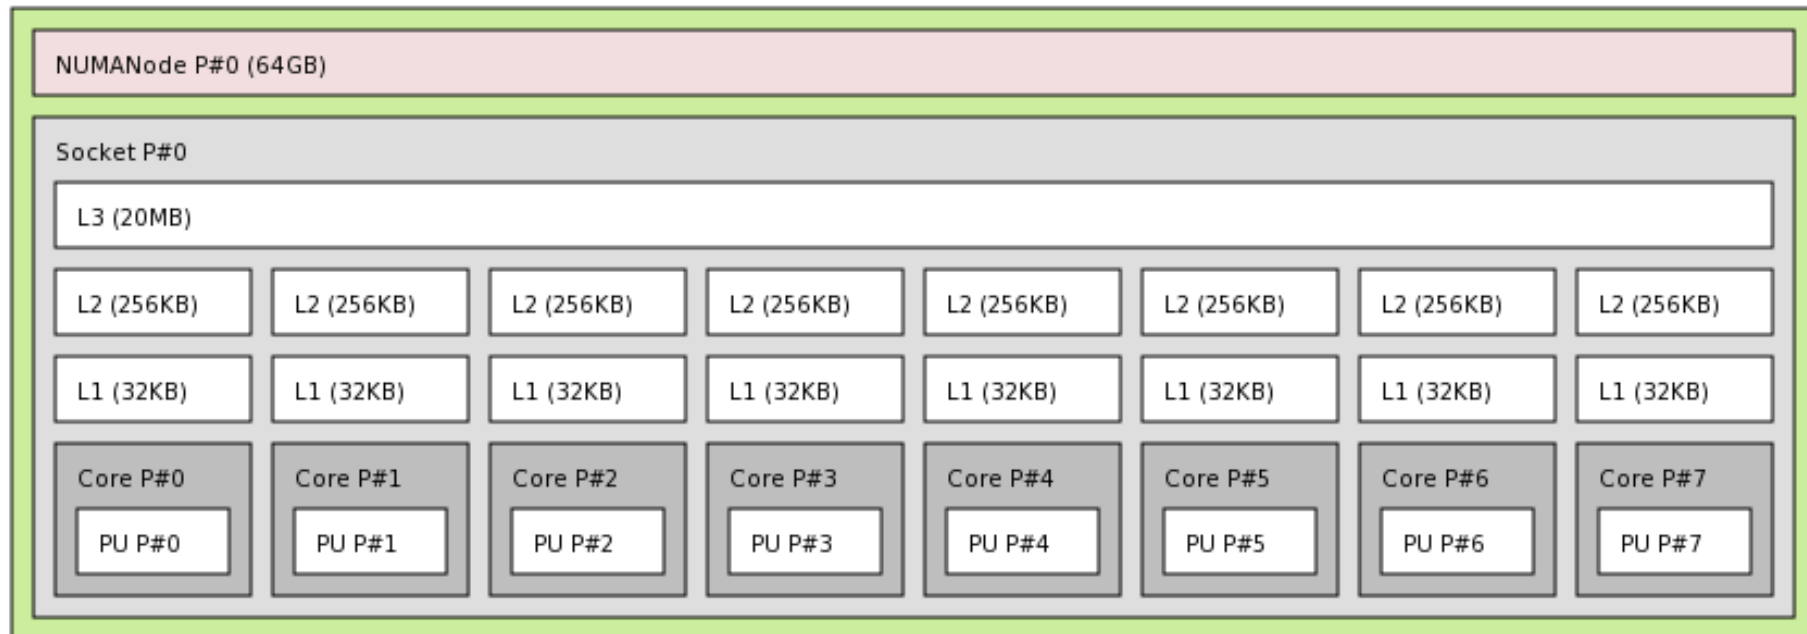 NUMANode P#0 (64GB)
Socket P#0
L3 (20MB)
L2 (256KB) L2 (256KB) L2 (256KB) L2 (256KB) L2 (256KB) L2 (256KB) L2 (256KB) L2 (256KB)
L1 (32KB) L1 (32KB) L1 (32KB) L1 (32KB) L1 (32KB) L1 (32KB) L1 (32KB) L1 (32KB)
Core P#0 Core P#1 Core P#2 Core P#3 Core P#4 Core P#5 Core P#6 Core P#7
PU P#0 PU P#1 PU P#2 PU P#3 PU P#4 PU P#5 PU P#6 PU P#7